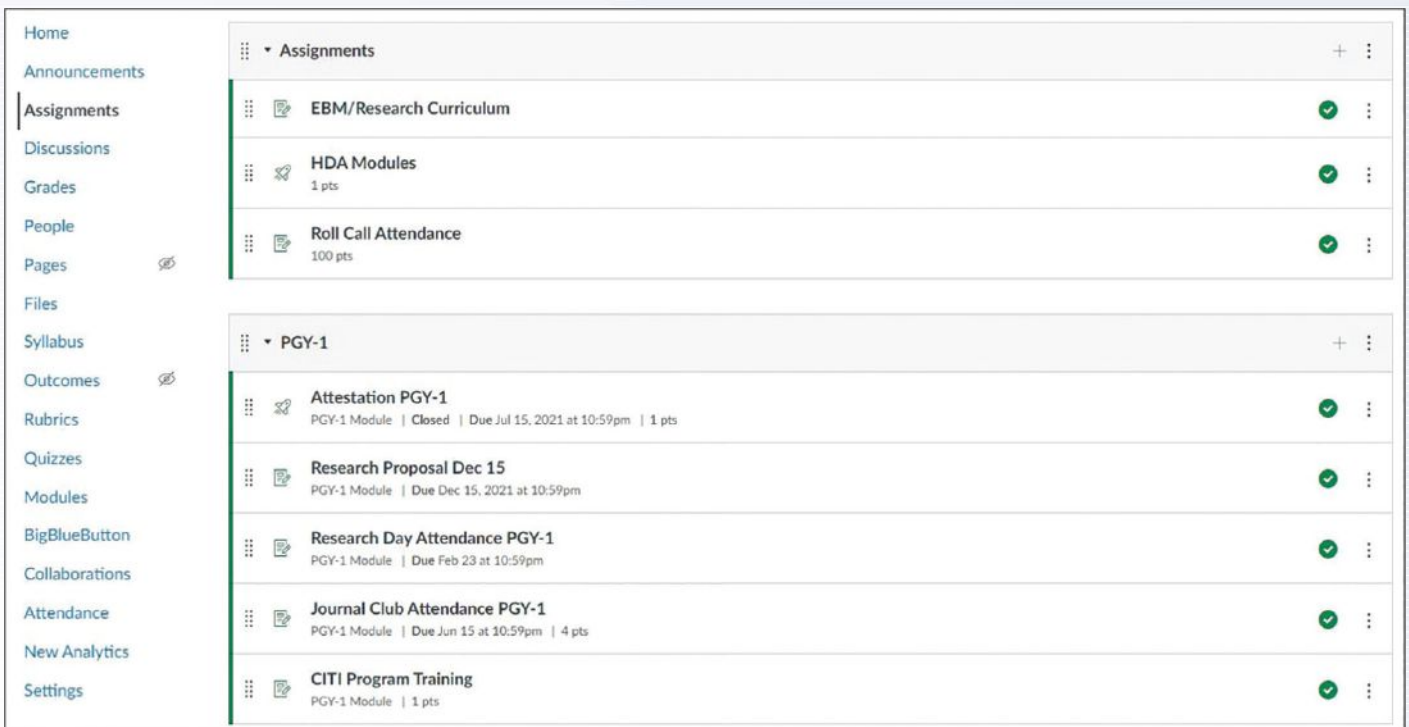 Home
Announcements
Assignments
Discussions
Grades
People
Pages
Files
Syllabus
Outcomes
Rubrics
Quizzes
Modules
BigBlueButton
Collaborations
Attendance
New Analytics
Settings
Assignments
EBM/Research Curriculum
HDA Modules
1 pts
Roll Call Attendance
100 pts
PGY-1
Attestation PGY-1
PGY-1 Module | Closed | Due Jul 15, 2021 at 10:59pm | 1 pts
Research Proposal Dec 15
PGY-1 Module | Due Dec 15, 2021 at 10:59pm
Research Day Attendance PGY-1
PGY-1 Module | Due Feb 23 at 10:59pm
Journal Club Attendance PGY-1
PGY-1 Module | Due Jun 15 at 10:59pm | 4 pts
CITI Program Training
PGY-1 Module | 1 pts